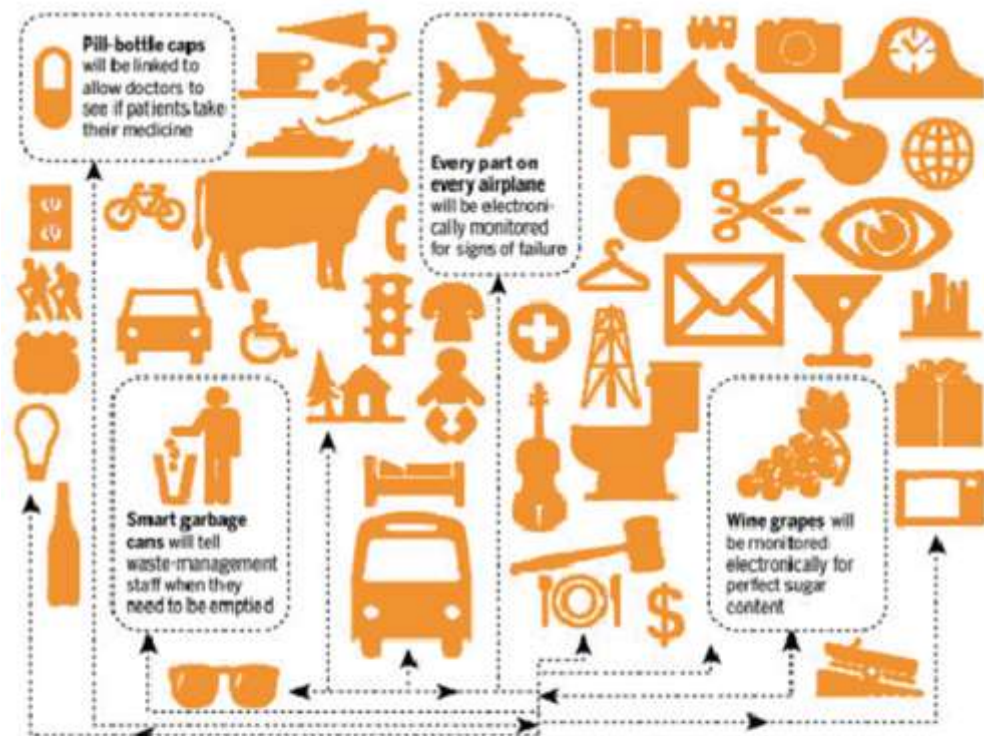 Pill-bottle caps
will be linked to
allow doctors to
see if patients take
their medicine
Every part on
every airplane
will be electroni-
cally monitored
for signs of failure
Smart garbage
cans will tell
waste-management
staff when they
need to be emptied
Wine grapes will
be monitored
electronically for
perfect sugar
content
$